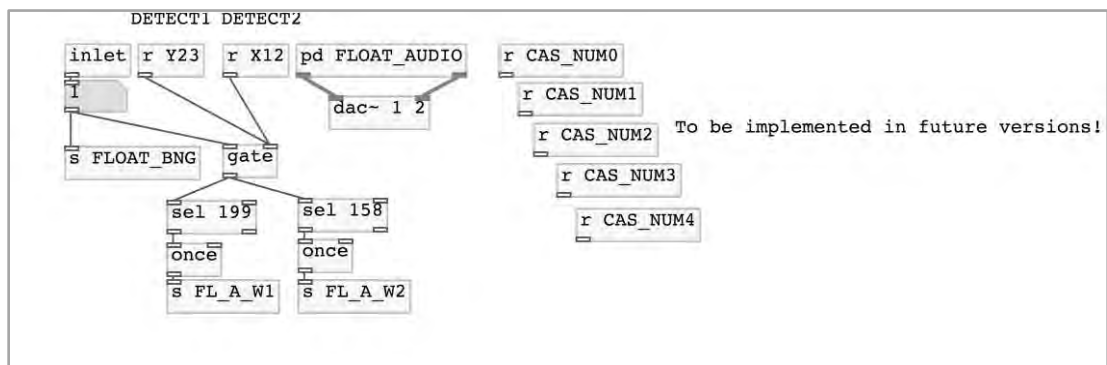 DETECT1 DETECT2
inlet
r Y23
r X12
pd FLOAT_AUDIO
r CAS_NUM0
1
dac~ 1 2
r CAS_NUM1
r CAS_NUM2
To be implemented in future versions!
s FLOAT_BNG
gate
r CAS_NUM3
sel 199
sel 158
r CAS_NUM4
once
once
s FL_A_W1
s FL_A_W2